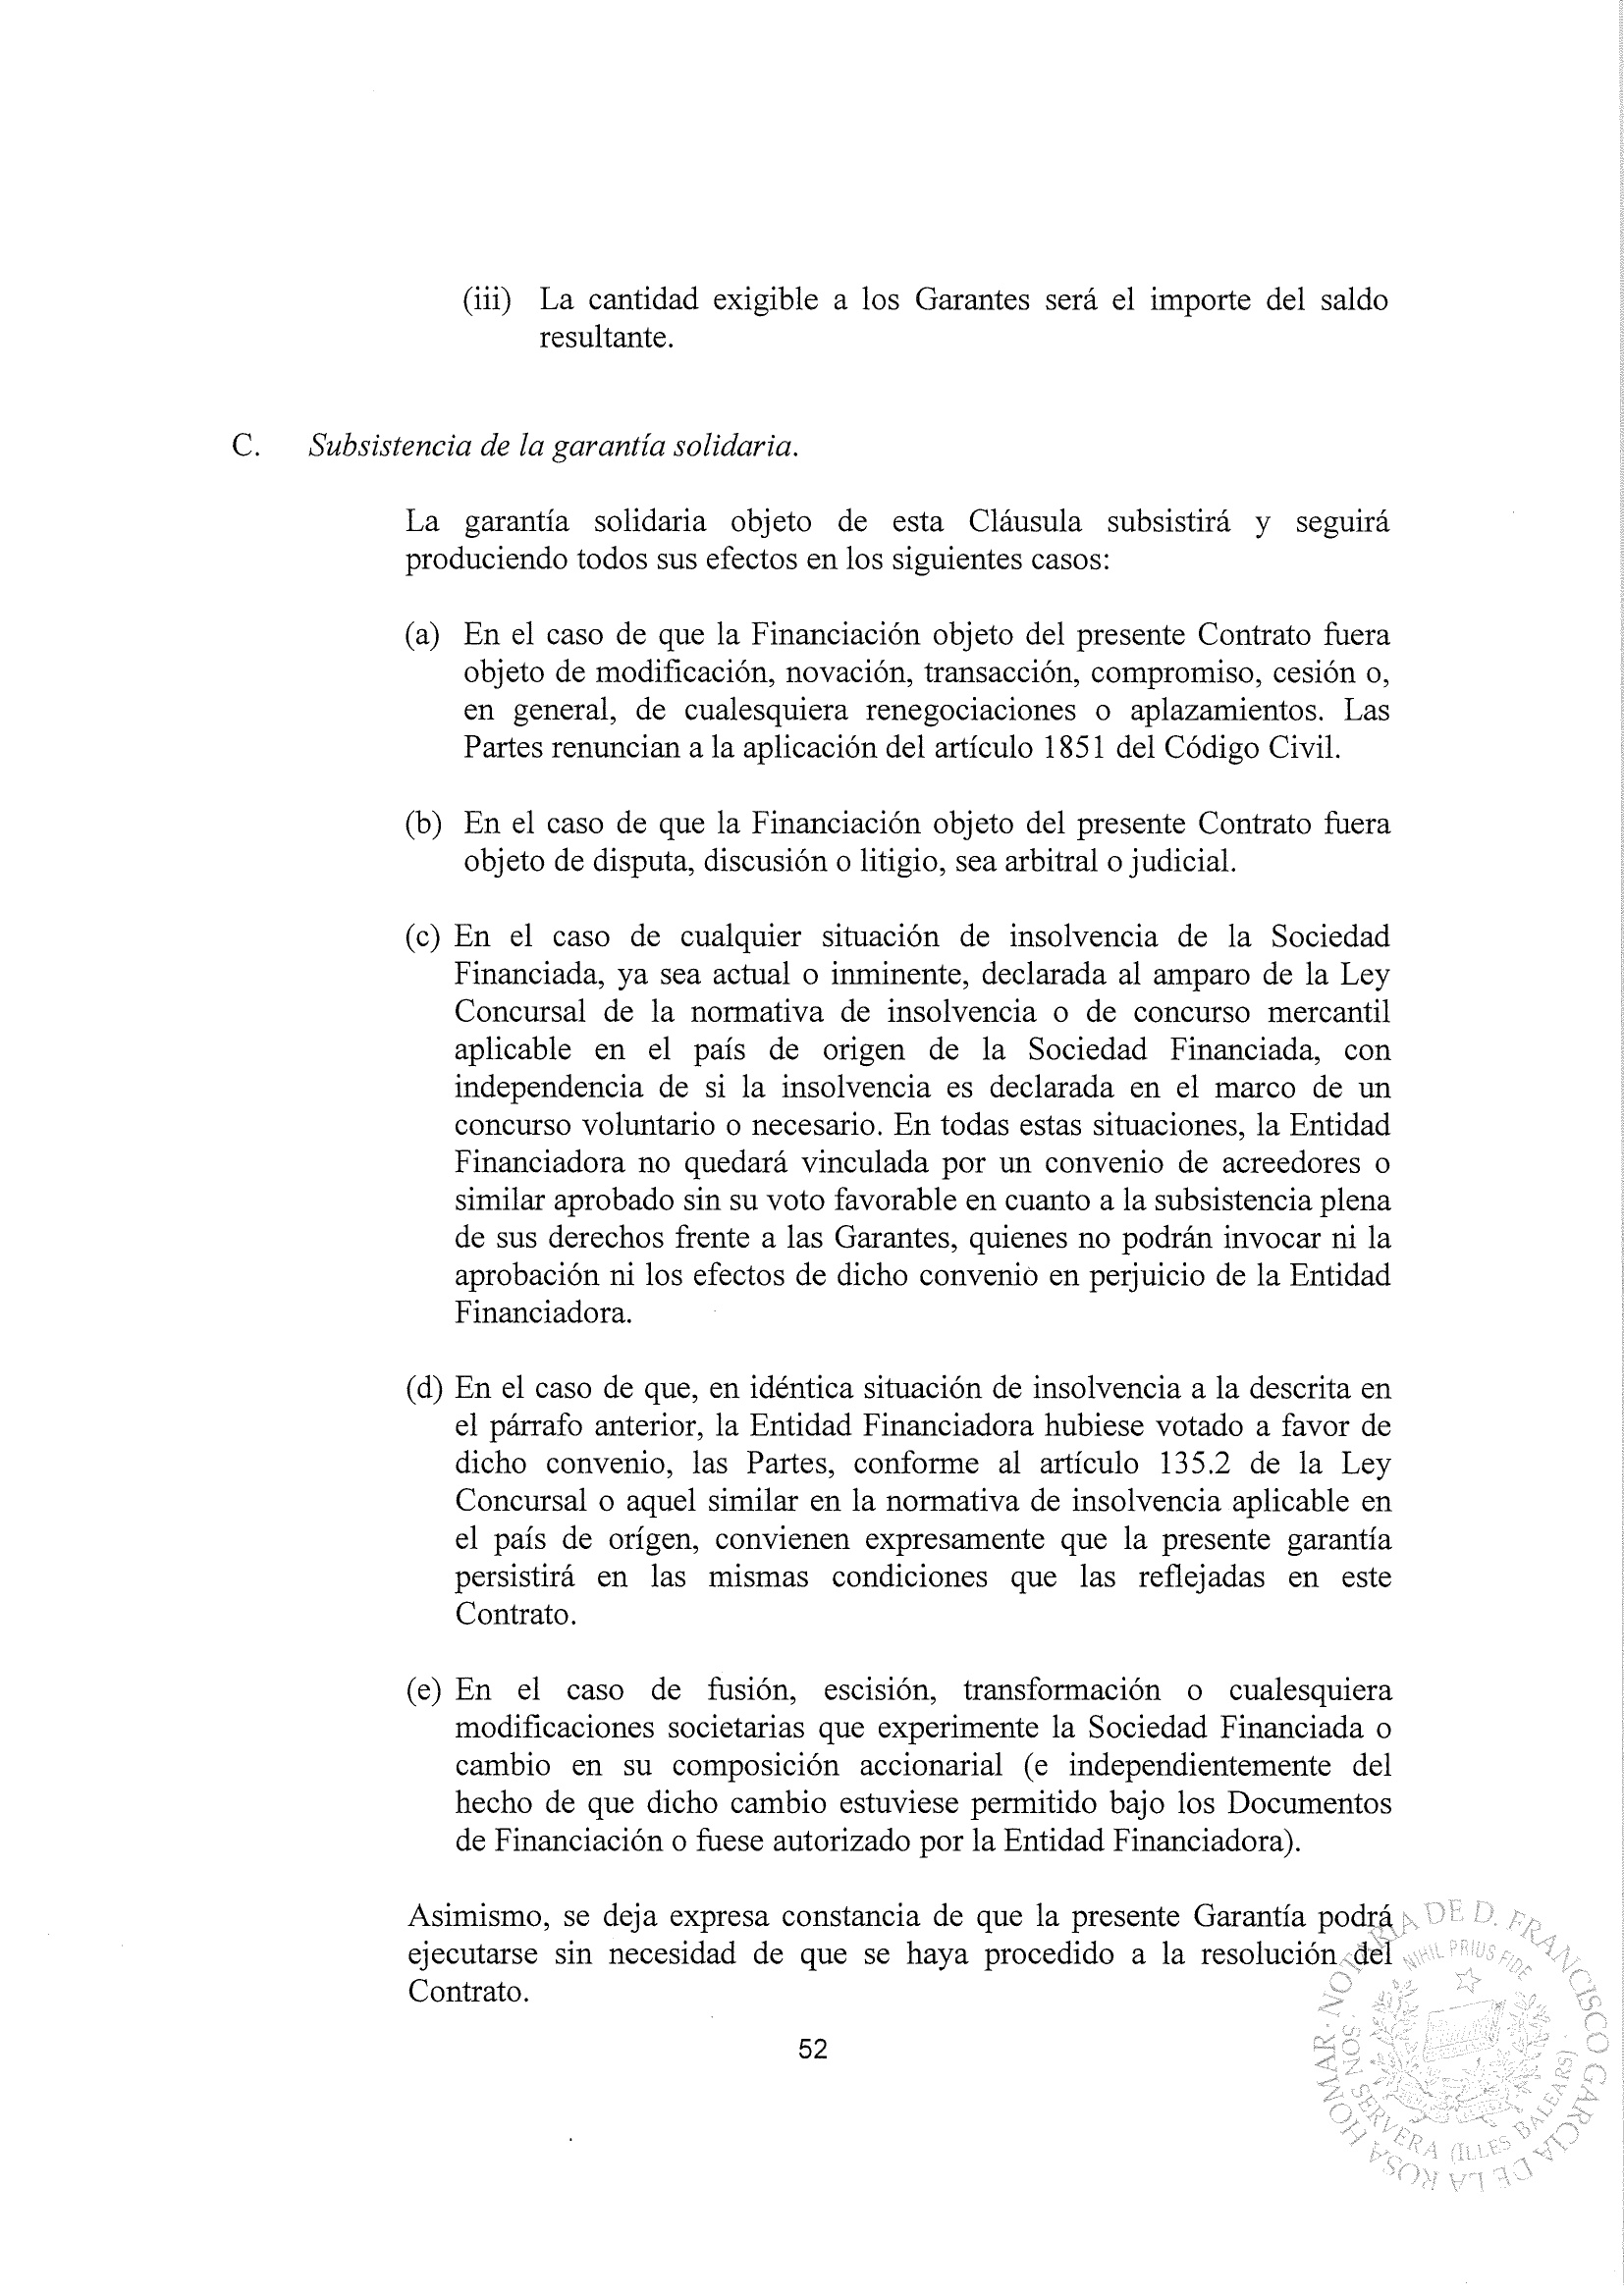 (iii) La cantidad exigible a los Garantes será el importe del saldo
resultante.
C. Subsistencia de la garantía solidaria.
La garantía solidaria objeto de esta Cláusula subsistirá y seguirá
produciendo todos sus efectos en los siguientes casos:
(a) En el caso de que la Financiación objeto del presente Contrato fuera
objeto de modificación, novación, transacción, compromiso, cesión o,
en general, de cualesquiera renegociaciones o aplazamientos. Las
Partes renuncian a la aplicación del artículo 1851 del Código Civil.
(b) En el caso de que la Financiación objeto del presente Contrato fuera
objeto de disputa, discusión o litigio, sea arbitral o judicial.
(c) En el caso de cualquier situación de insolvencia de la Sociedad
Financiada, ya sea actual o inminente, declarada al amparo de la Ley
Concursal de la normativa de insolvencia o de concurso mercantil
aplicable en el país de origen de la Sociedad Financiada, con
independencia de si la insolvencia es declarada en el marco de un
concurso voluntario o necesario. En todas estas situaciones, la Entidad
Financiadora no quedará vinculada por un convenio de acreedores o
similar aprobado sin su voto favorable en cuanto a la subsistencia plena
de sus derechos frente a las Garantes, quienes no podrán invocar ni la
aprobación ni los efectos de dicho convenio en perjuicio de la Entidad
Financiadora.
(d) En el caso de que, en idéntica situación de insolvencia a la descrita en
el párrafo anterior, la Entidad Financiadora hubiese votado a favor de
dicho convenio, las Partes, conforme al artículo 135.2 de la Ley
Concursal o aquel similar en la normativa de insolvencia aplicable en
el país de orígen, convienen expresamente que la presente garantía
persistirá en las mismas condiciones que las reflejadas en este
Contrato.
(e) En el caso de fusión, escisión, transformación o cualesquiera
modificaciones societarias que experimente la Sociedad Financiada o
cambio en su composición accionarial (e independientemente del
hecho de que dicho cambio estuviese permitido bajo los Documentos
de Financiación o fuese autorizado por la Entidad Financiadora).
Asimismo, se deja expresa constancia de que la presente Garantía podrá
ejecutarse sin necesidad de que se haya procedido a la resolución del
Contrato.
52
NOTARIA DE D. FRANCISCO GARCIA DE LA ROSA HOMAR
NIHIL PRIUS FIDE
SON SERVERA (ILLES BALEARS)